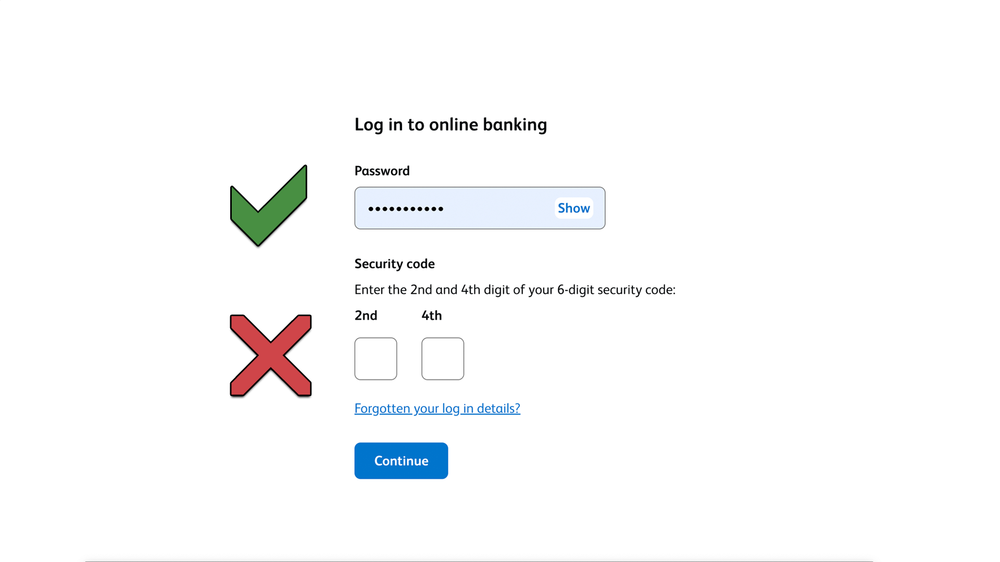 Log in to online banking
Password
Show
Security code
Enter the 2nd and 4th digit of your 6-digit security code:
2nd 4th
Forgotten your log in details?
Continue